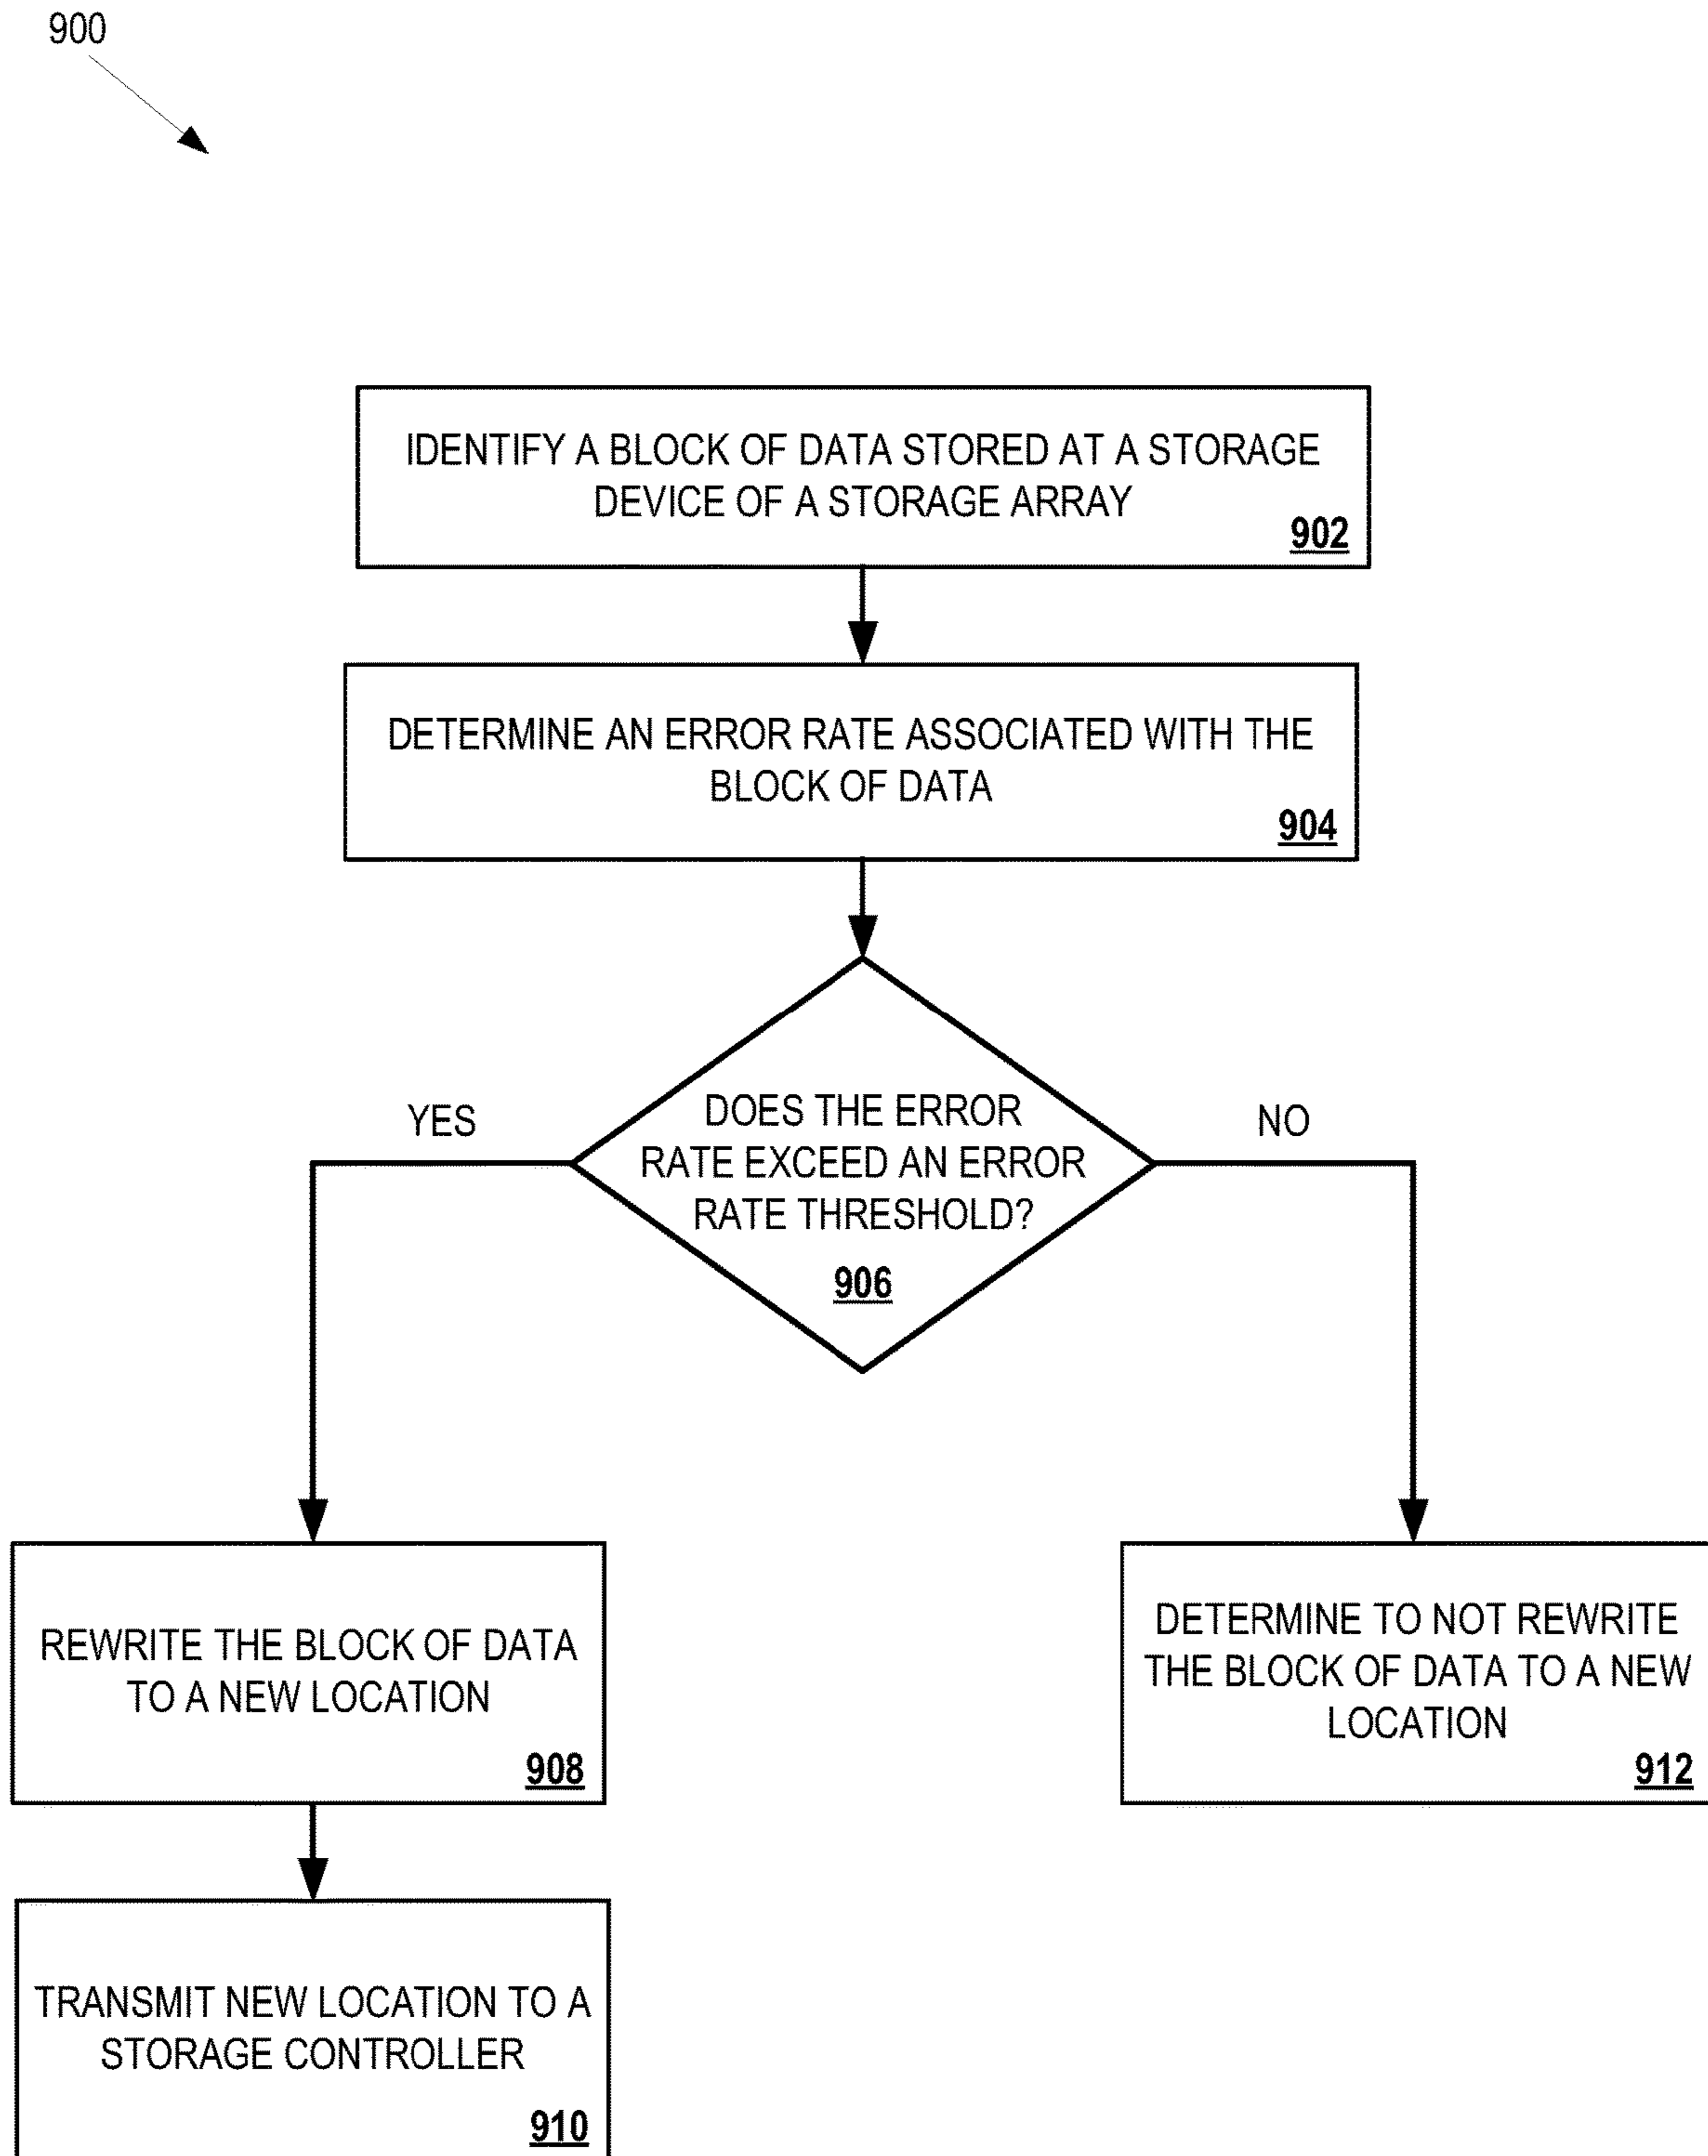 900
IDENTIFY A BLOCK OF DATA STORED AT A STORAGE
DEVICE OF A STORAGE ARRAY
902
DETERMINE AN ERROR RATE ASSOCIATED WITH THE
BLOCK OF DATA
904
DOES THE ERROR
RATE EXCEED AN ERROR
RATE THRESHOLD?
906
YES
NO
REWRITE THE BLOCK OF DATA
TO A NEW LOCATION
908
DETERMINE TO NOT REWRITE
THE BLOCK OF DATA TO A NEW
LOCATION
912
TRANSMIT NEW LOCATION TO A
STORAGE CONTROLLER
910